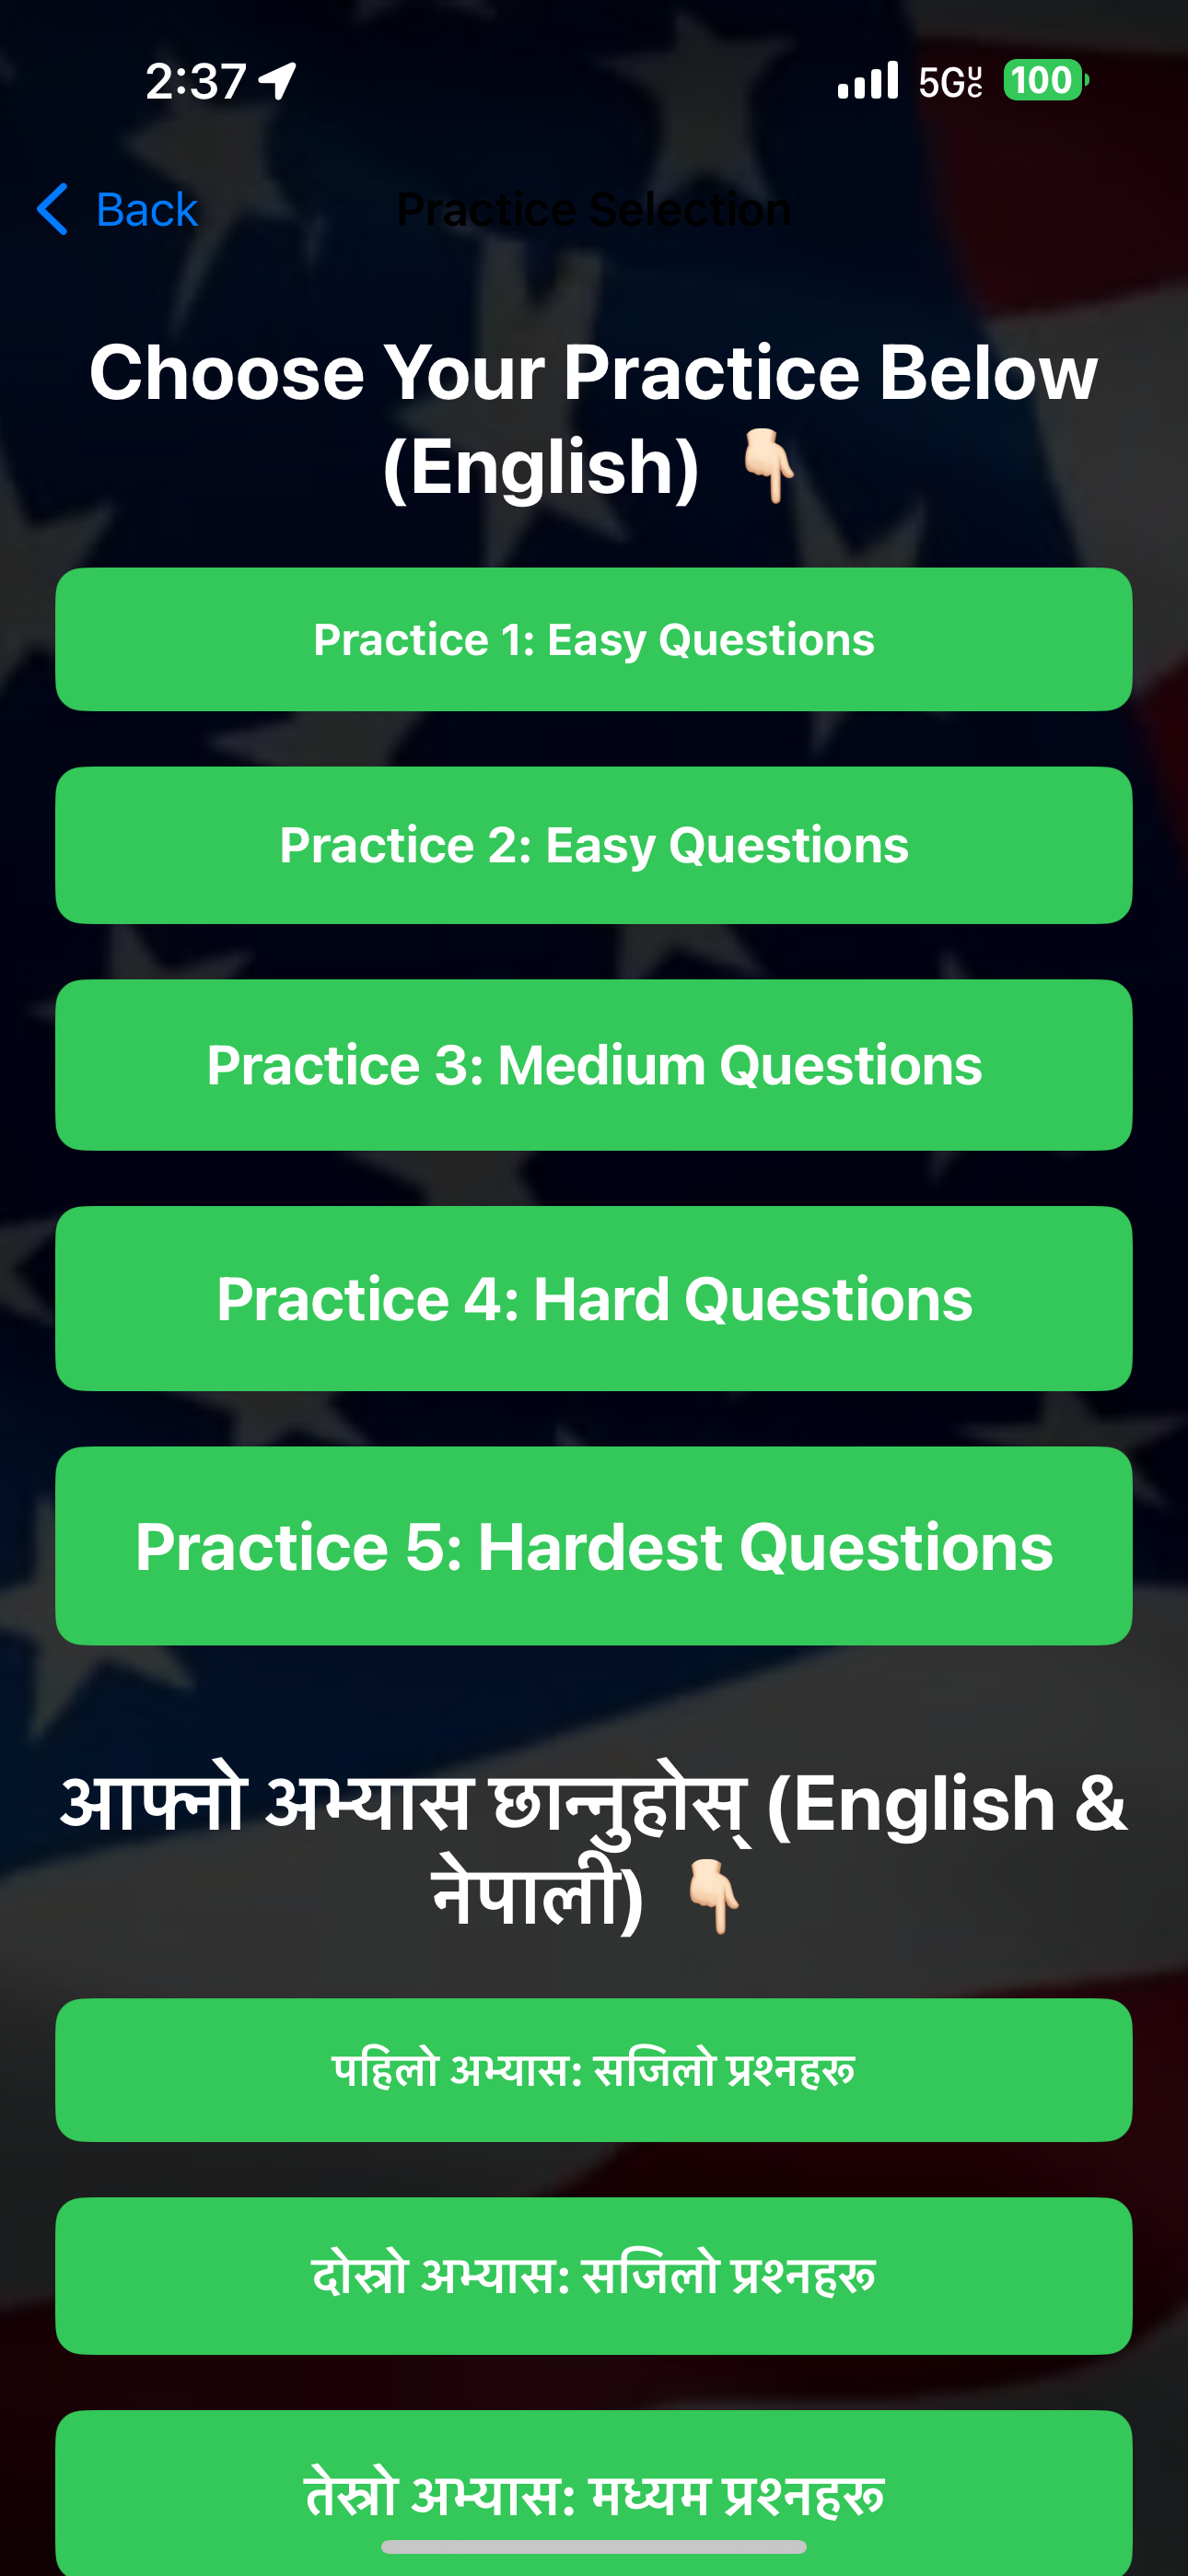 2:37 5GUC 100
Back Practice Selection
Choose Your Practice Below
(English) 👇🏻
Practice 1: Easy Questions
Practice 2: Easy Questions
Practice 3: Medium Questions
Practice 4: Hard Questions
Practice 5: Hardest Questions
आफ्नो अभ्यास छान्नुहोस् (English &
नेपाली) 👇🏻
पहिलो अभ्यास: सजिलो प्रश्नहरू
दोस्रो अभ्यास: सजिलो प्रश्नहरू
तेस्रो अभ्यास: मध्यम प्रश्नहरू